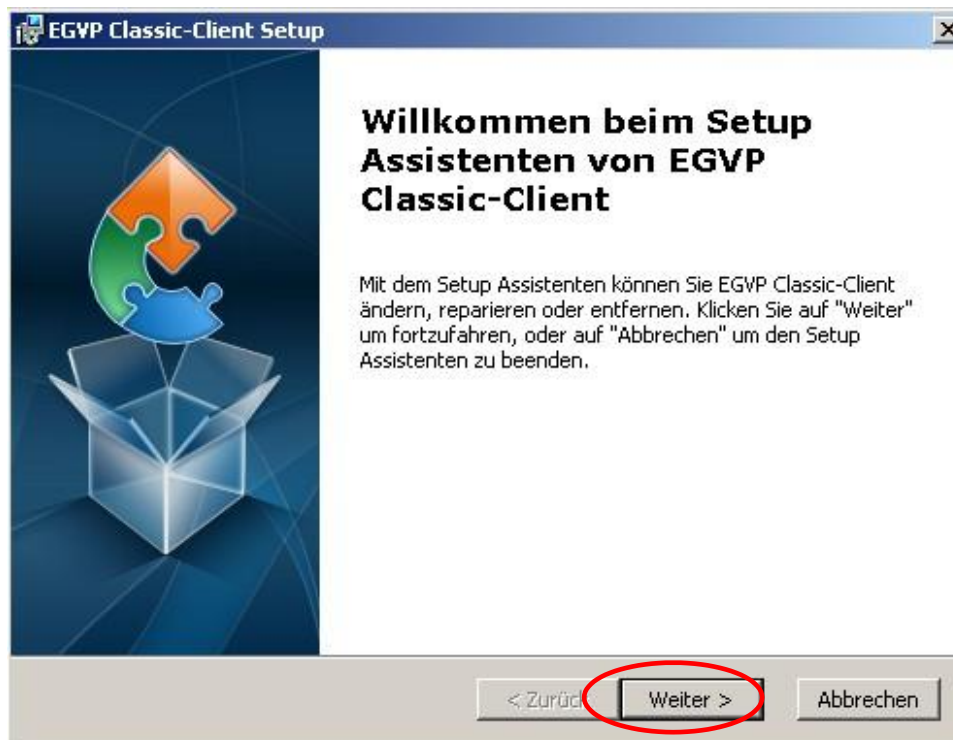 EGVP Classic-Client Setup
Willkommen beim Setup
Assistenten von EGVP
Classic-Client
Mit dem Setup Assistenten können Sie EGVP Classic-Client
ändern, reparieren oder entfernen. Klicken Sie auf "Weiter"
um fortzufahren, oder auf "Abbrechen" um den Setup
Assistenten zu beenden.
< Zurück Weiter > Abbrechen